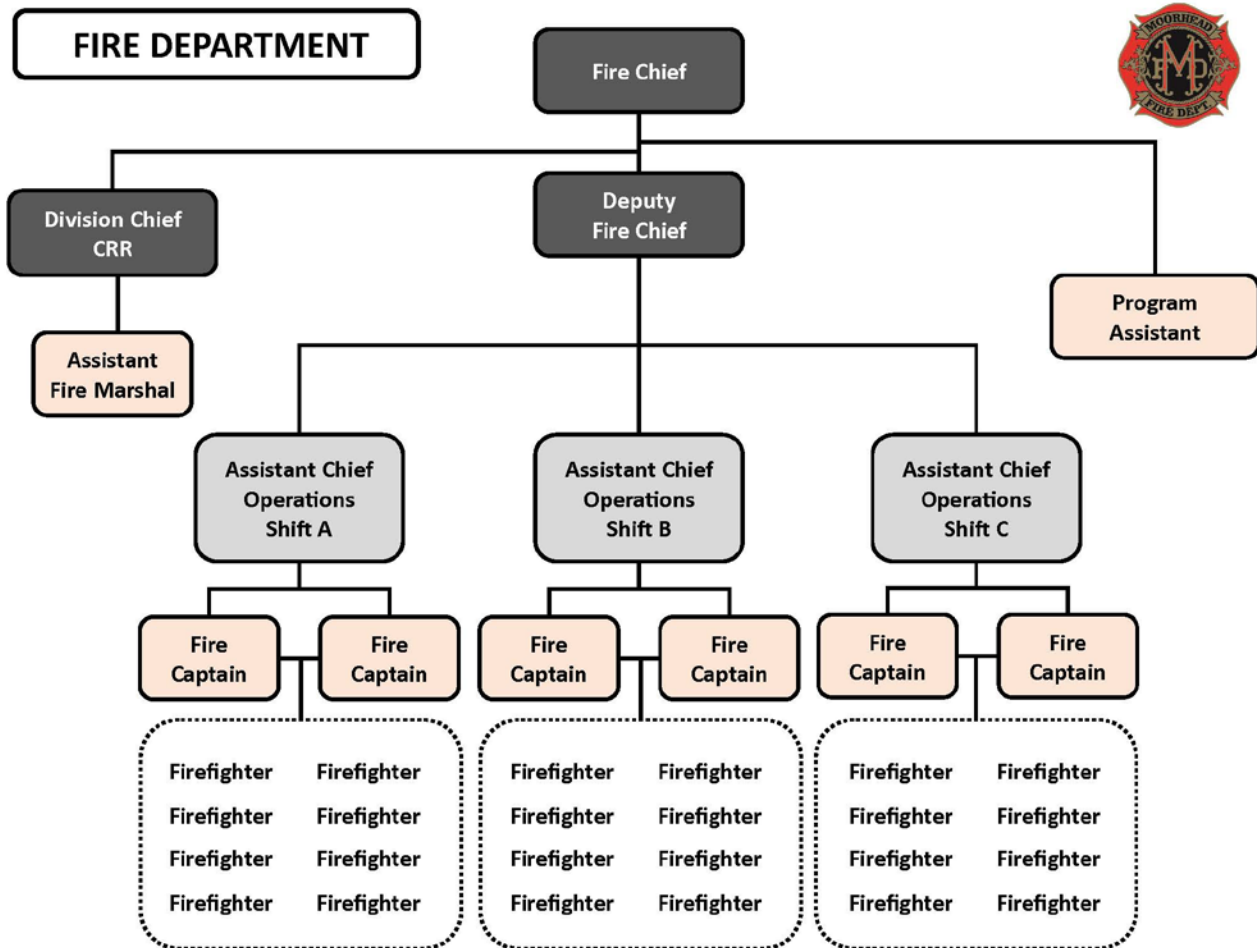 FIRE DEPARTMENT
Fire Chief
MOORHEAD
M
F D
FIRE DEPT.
Division Chief
CRR
Deputy
Fire Chief
Program
Assistant
Assistant
Fire Marshal
Assistant Chief
Operations
Shift A
Assistant Chief
Operations
Shift B
Assistant Chief
Operations
Shift C
Fire
Captain
Fire
Captain
Fire
Captain
Fire
Captain
Fire
Captain
Fire
Captain
Firefighter Firefighter
Firefighter Firefighter
Firefighter Firefighter
Firefighter Firefighter
Firefighter Firefighter
Firefighter Firefighter
Firefighter Firefighter
Firefighter Firefighter
Firefighter Firefighter
Firefighter Firefighter
Firefighter Firefighter
Firefighter Firefighter